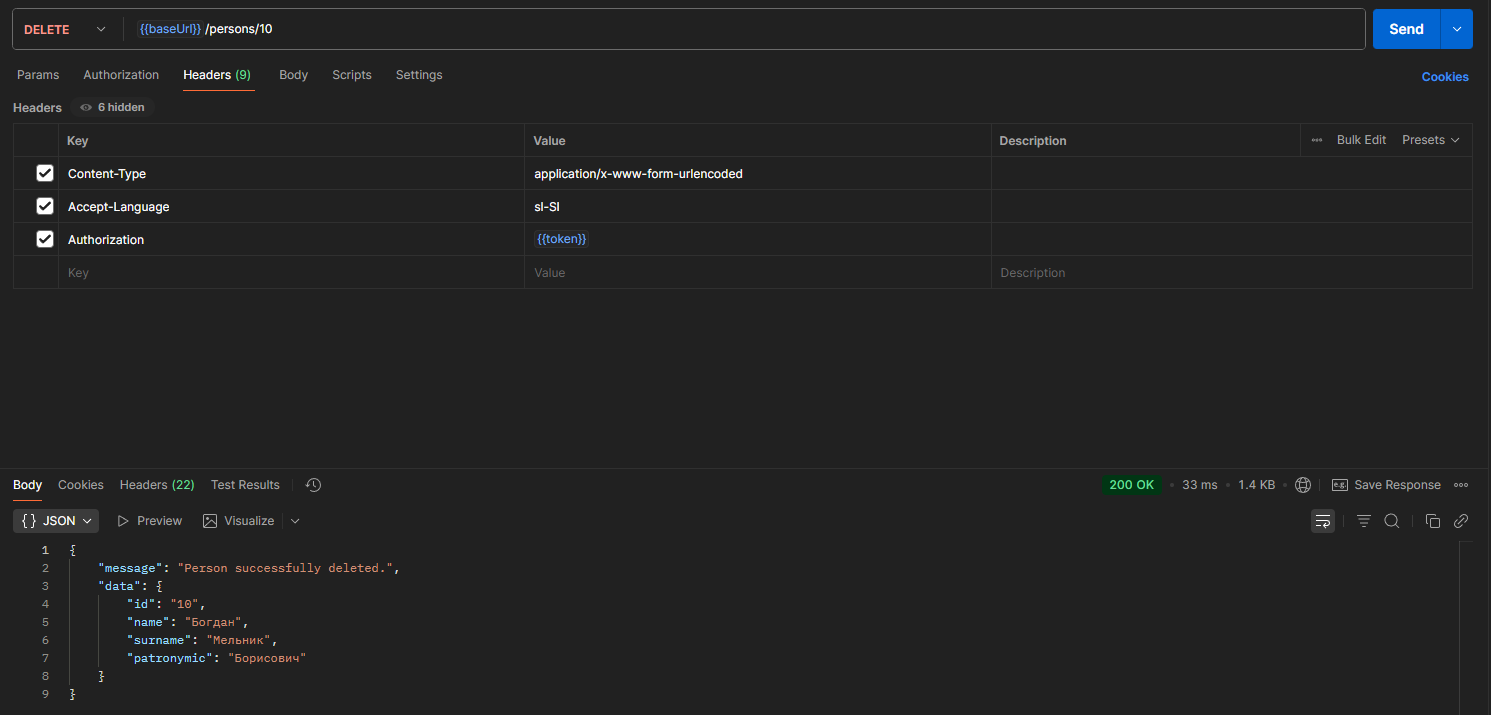 DELETE {{baseUrl}} /persons/10 Send
Params Authorization Headers (9) Body Scripts Settings Cookies
Headers 6 hidden
Key Value Description Bulk Edit Presets
Content-Type application/x-www-form-urlencoded
Accept-Language sl-SI
Authorization {{token}}
Key Value Description
Body Cookies Headers (22) Test Results 200 OK • 33 ms • 1.4 KB • e.g. Save Response
{} JSON Preview Visualize
1 {
2 "message": "Person successfully deleted.",
3 "data": {
4 "id": "10",
5 "name": "Богдан",
6 "surname": "Мельник",
7 "patronymic": "Борисович"
8 }
9 }